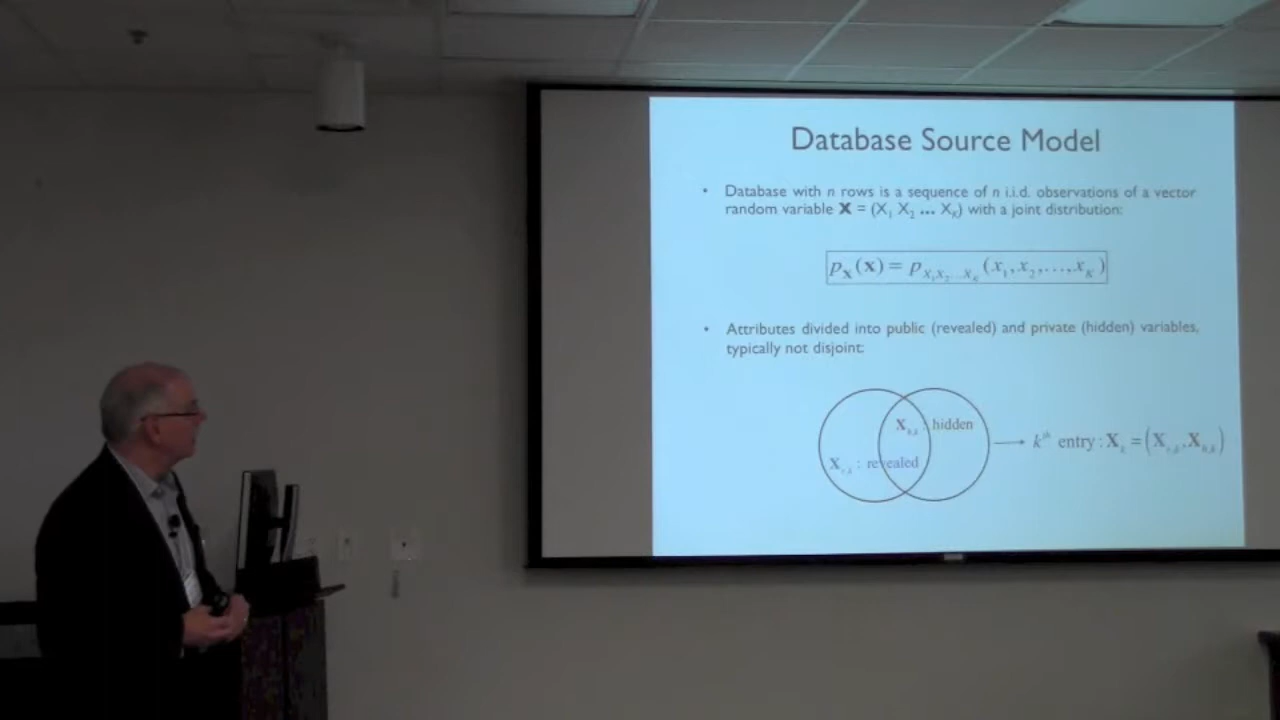 Database Source Model
• Database with n rows is a sequence of n i.i.d. observations of a vector
random variable X = (X₁ X₂ ... X_K) with a joint distribution:
p_X(x) = p_{X₁X₂...X_K}(x₁,x₂,...,x_K)
• Attributes divided into public (revealed) and private (hidden) variables,
typically not disjoint:
X_{h,k} : hidden
X_{r,k} : revealed
kᵗʰ entry : X_k = (X_{r,k}, X_{h,k})